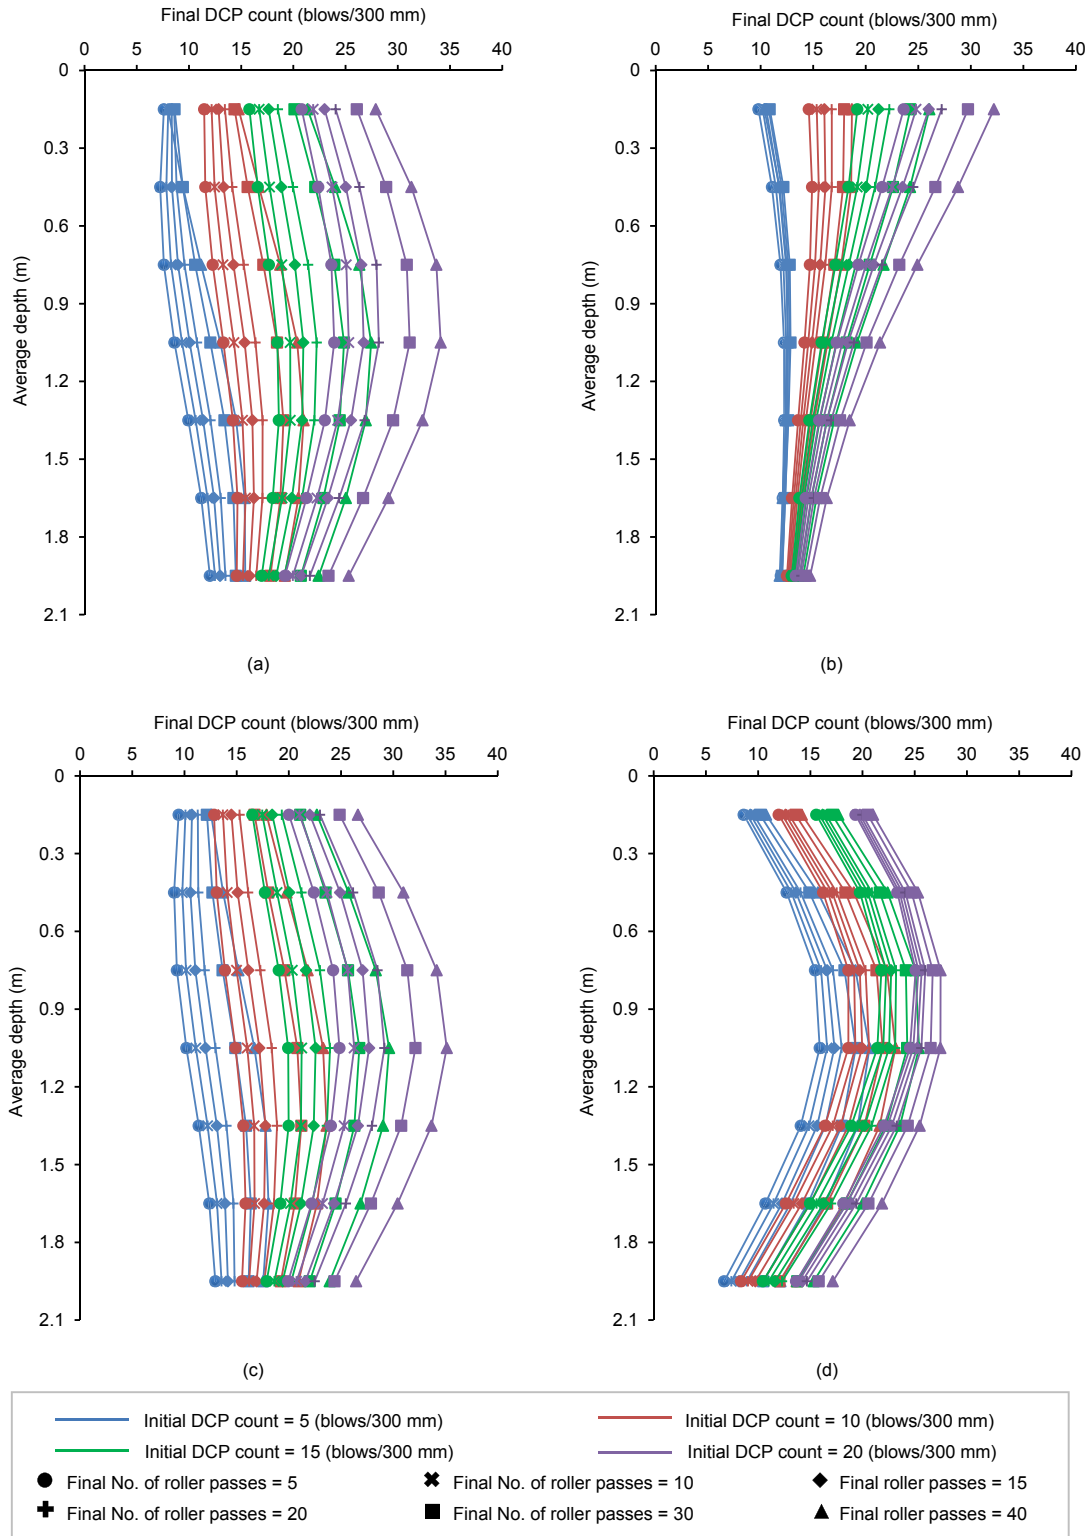 Final DCP count (blows/300 mm)
0 5 10 15 20 25 30 35 40
0
0.3
0.6
0.9
1.2
1.5
1.8
2.1
Average depth (m)
(a)
Final DCP count (blows/300 mm)
0 5 10 15 20 25 30 35 40
0
0.3
0.6
0.9
1.2
1.5
1.8
2.1
Average depth (m)
(b)
Final DCP count (blows/300 mm)
0 5 10 15 20 25 30 35 40
0
0.3
0.6
0.9
1.2
1.5
1.8
2.1
Average depth (m)
(c)
Final DCP count (blows/300 mm)
0 5 10 15 20 25 30 35 40
0
0.3
0.6
0.9
1.2
1.5
1.8
2.1
Average depth (m)
(d)
Initial DCP count = 5 (blows/300 mm)
Initial DCP count = 10 (blows/300 mm)
Initial DCP count = 15 (blows/300 mm)
Initial DCP count = 20 (blows/300 mm)
Final No. of roller passes = 5
Final No. of roller passes = 10
Final roller passes = 15
Final No. of roller passes = 20
Final No. of roller passes = 30
Final roller passes = 40